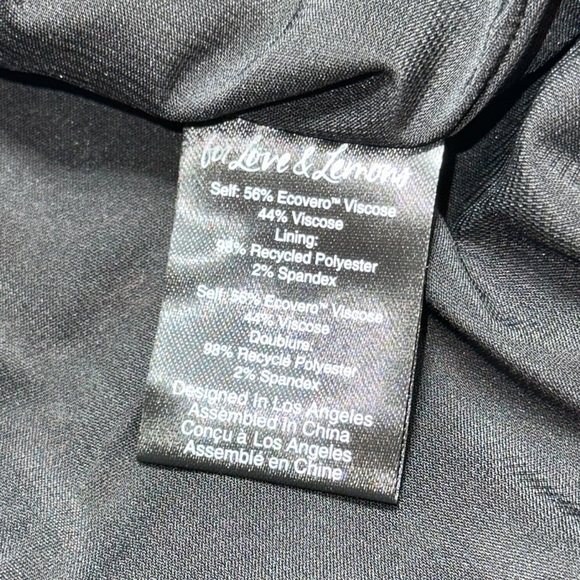 for Love & Lemons
Self: 56% Ecovero™ Viscose
44% Viscose
Lining:
98% Recycled Polyester
2% Spandex
Self: 56% Ecovero™ Viscose
44% Viscose
Doublure:
98% Recycle Polyester
2% Spandex
Designed In Los Angeles
Assembled In China
Conçu à Los Angeles
Assemblé en Chine